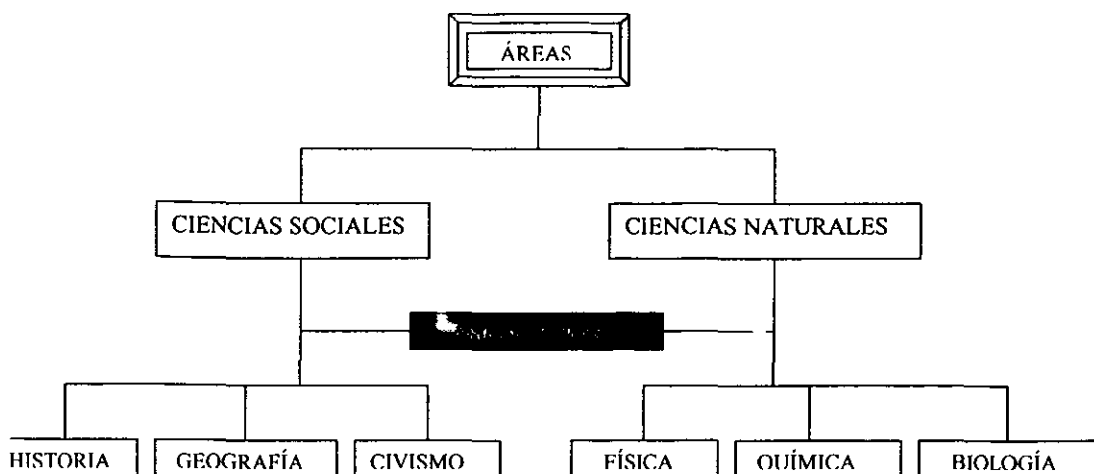 ÁREAS
CIENCIAS SOCIALES
CIENCIAS NATURALES
HISTORIA
GEOGRAFÍA
CIVISMO
FÍSICA
QUÍMICA
BIOLOGÍA